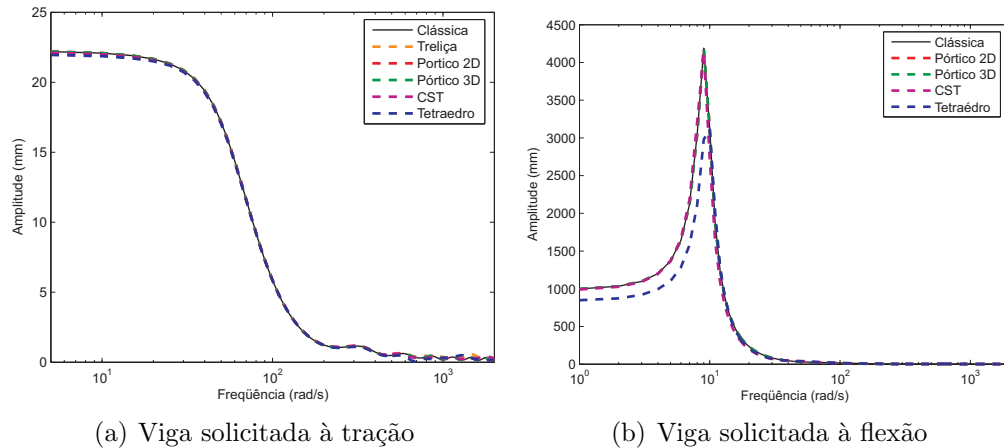 25
20
15
10
5
0
Amplitude (mm)
10^1
10^2
10^3
Freqüência (rad/s)
Clássica
Treliça
Portico 2D
Pórtico 3D
CST
Tetraedro
(a) Viga solicitada à tração
4500
4000
3500
3000
2500
2000
1500
1000
500
0
Amplitude (mm)
10^0
10^1
10^2
10^3
Freqüência (rad/s)
Clássica
Pórtico 2D
Pórtico 3D
CST
Tetraédro
(b) Viga solicitada à flexão